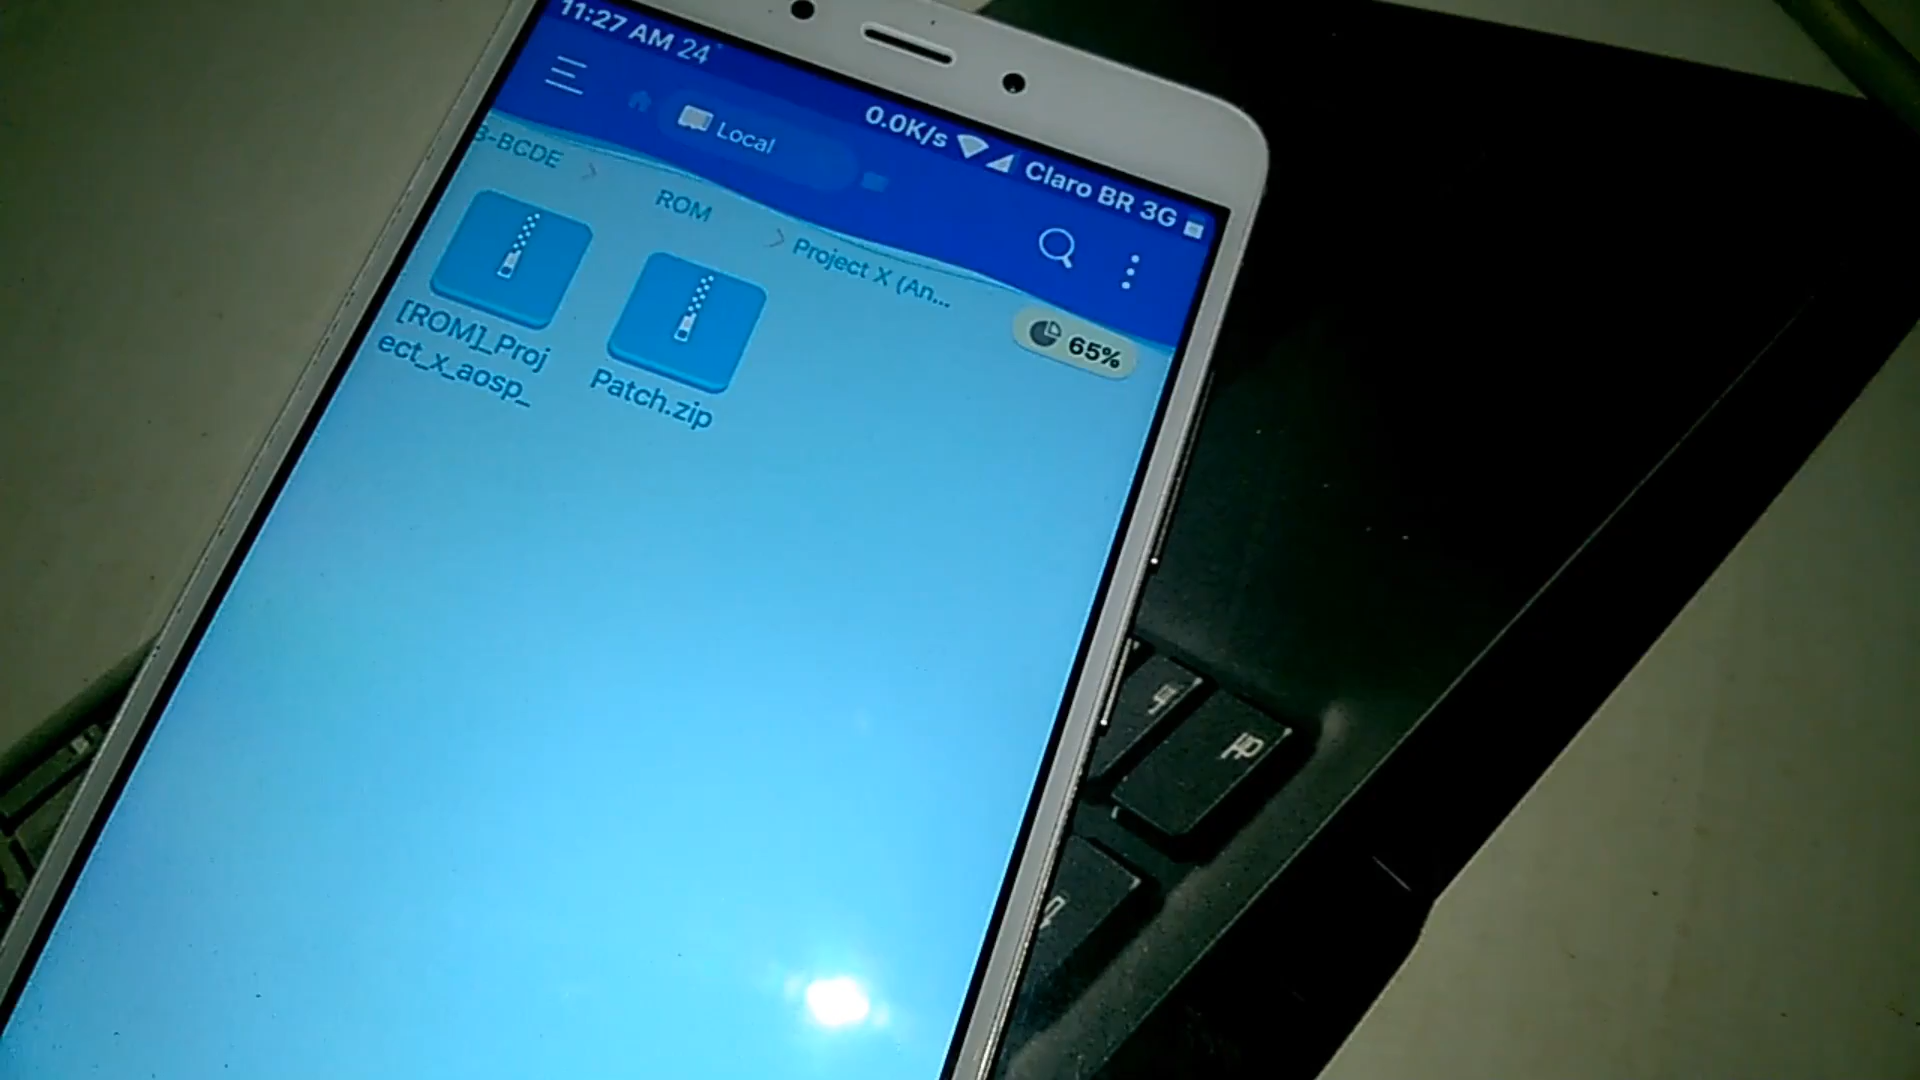 11:27 AM 24°
0.0K/s Claro BR 3G
Local
B-BCDE
ROM
Project X (An...
65%
[ROM]_Proj
ect_x_aosp_
Patch.zip